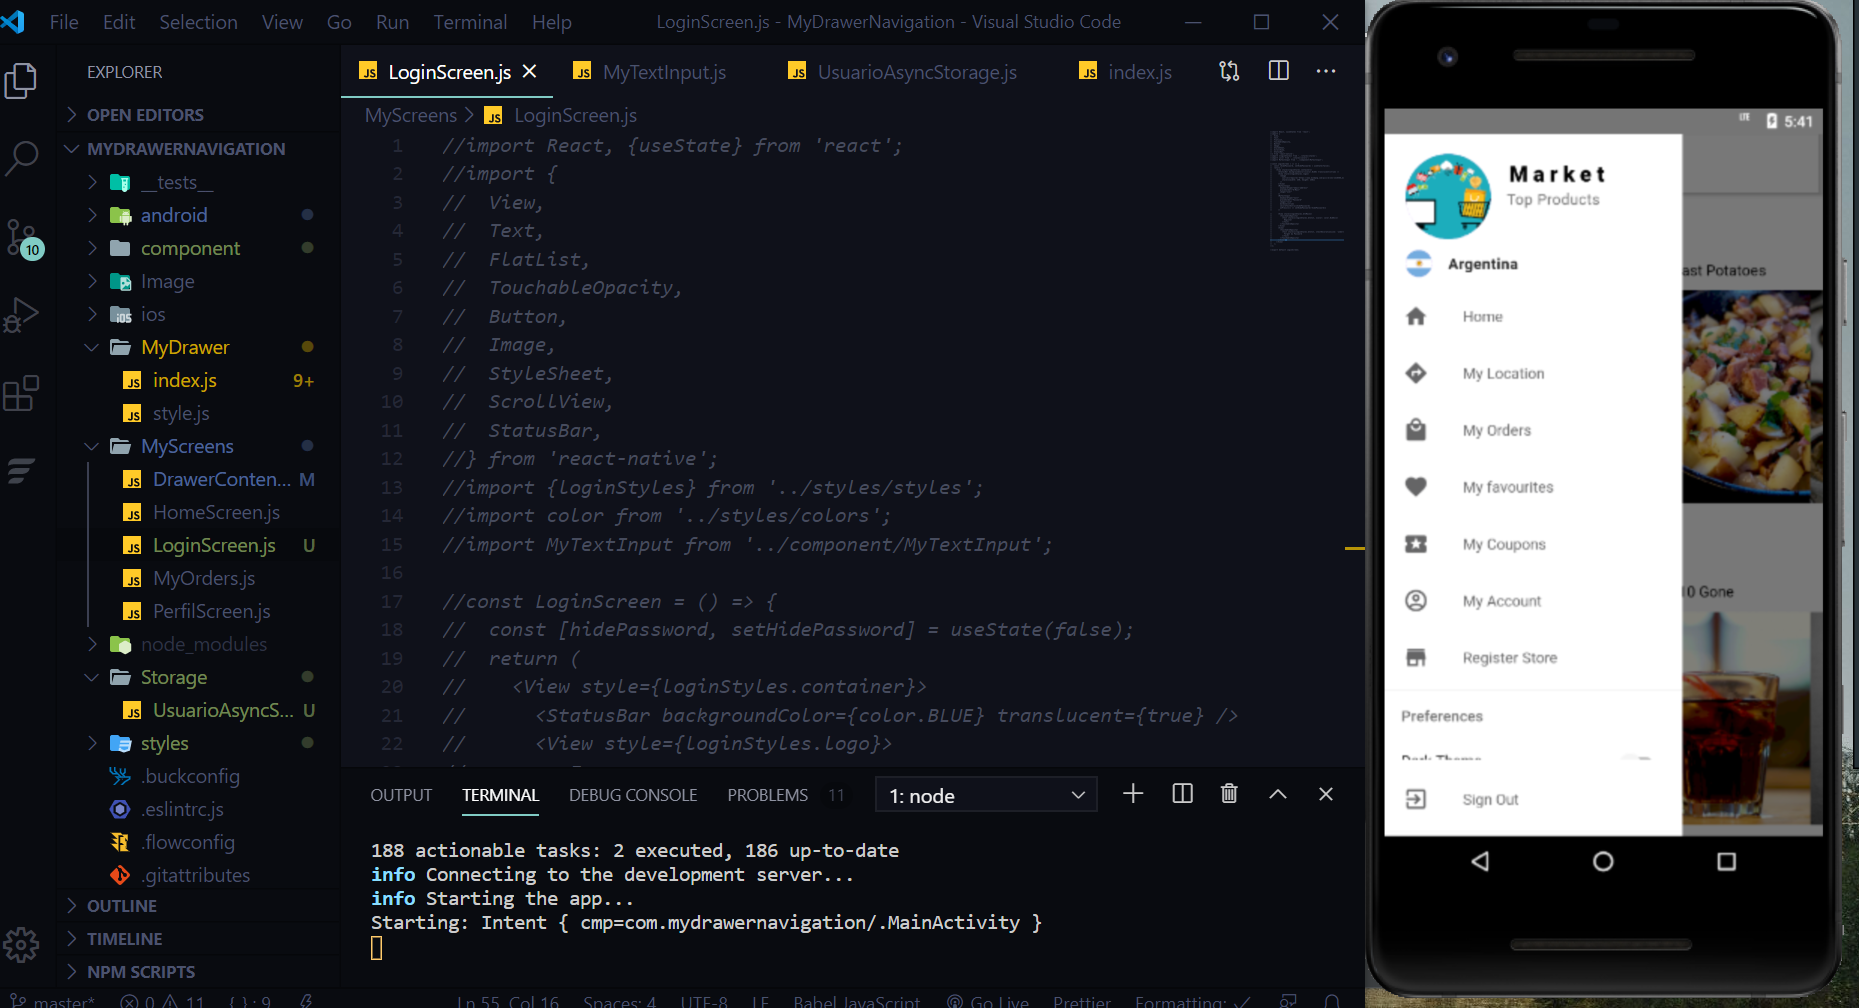 File Edit Selection View Go Run Terminal Help
LoginScreen.js - MyDrawerNavigation - Visual Studio Code
EXPLORER
OPEN EDITORS
MYDRAWERNAVIGATION
__tests__
android
component
Image
ios
MyDrawer
index.js 9+
style.js
MyScreens
DrawerConten... M
HomeScreen.js
LoginScreen.js U
MyOrders.js
PerfilScreen.js
node_modules
Storage
UsuarioAsyncS... U
styles
.buckconfig
.eslintrc.js
.flowconfig
.gitattributes
OUTLINE
TIMELINE
NPM SCRIPTS
10
JS LoginScreen.js JS MyTextInput.js JS UsuarioAsyncStorage.js JS index.js
MyScreens > JS LoginScreen.js
1 //import React, {useState} from 'react';
2 //import {
3 //  View,
4 //  Text,
5 //  FlatList,
6 //  TouchableOpacity,
7 //  Button,
8 //  Image,
9 //  StyleSheet,
10 //  ScrollView,
11 //  StatusBar,
12 //} from 'react-native';
13 //import {loginStyles} from '../styles/styles';
14 //import color from '../styles/colors';
15 //import MyTextInput from '../component/MyTextInput';
16
17 //const LoginScreen = () => {
18 //  const [hidePassword, setHidePassword] = useState(false);
19 //  return (
20 //    <View style={loginStyles.container}>
21 //      <StatusBar backgroundColor={color.BLUE} translucent={true} />
22 //      <View style={loginStyles.logo}>
OUTPUT TERMINAL DEBUG CONSOLE PROBLEMS 11 1: node
188 actionable tasks: 2 executed, 186 up-to-date
info Connecting to the development server...
info Starting the app...
Starting: Intent { cmp=com.mydrawernavigation/.MainActivity }
master* 0 11 { } : 9 Ln 55, Col 16 Spaces: 4 UTF-8 LF Babel JavaScript Go Live Prettier Formatting: ✓
LTE 5:41
Market
Top Products
Argentina
Home
My Location
My Orders
My favourites
My Coupons
My Account
Register Store
Preferences
Dark Theme
Sign Out
ast Potatoes
10 Gone